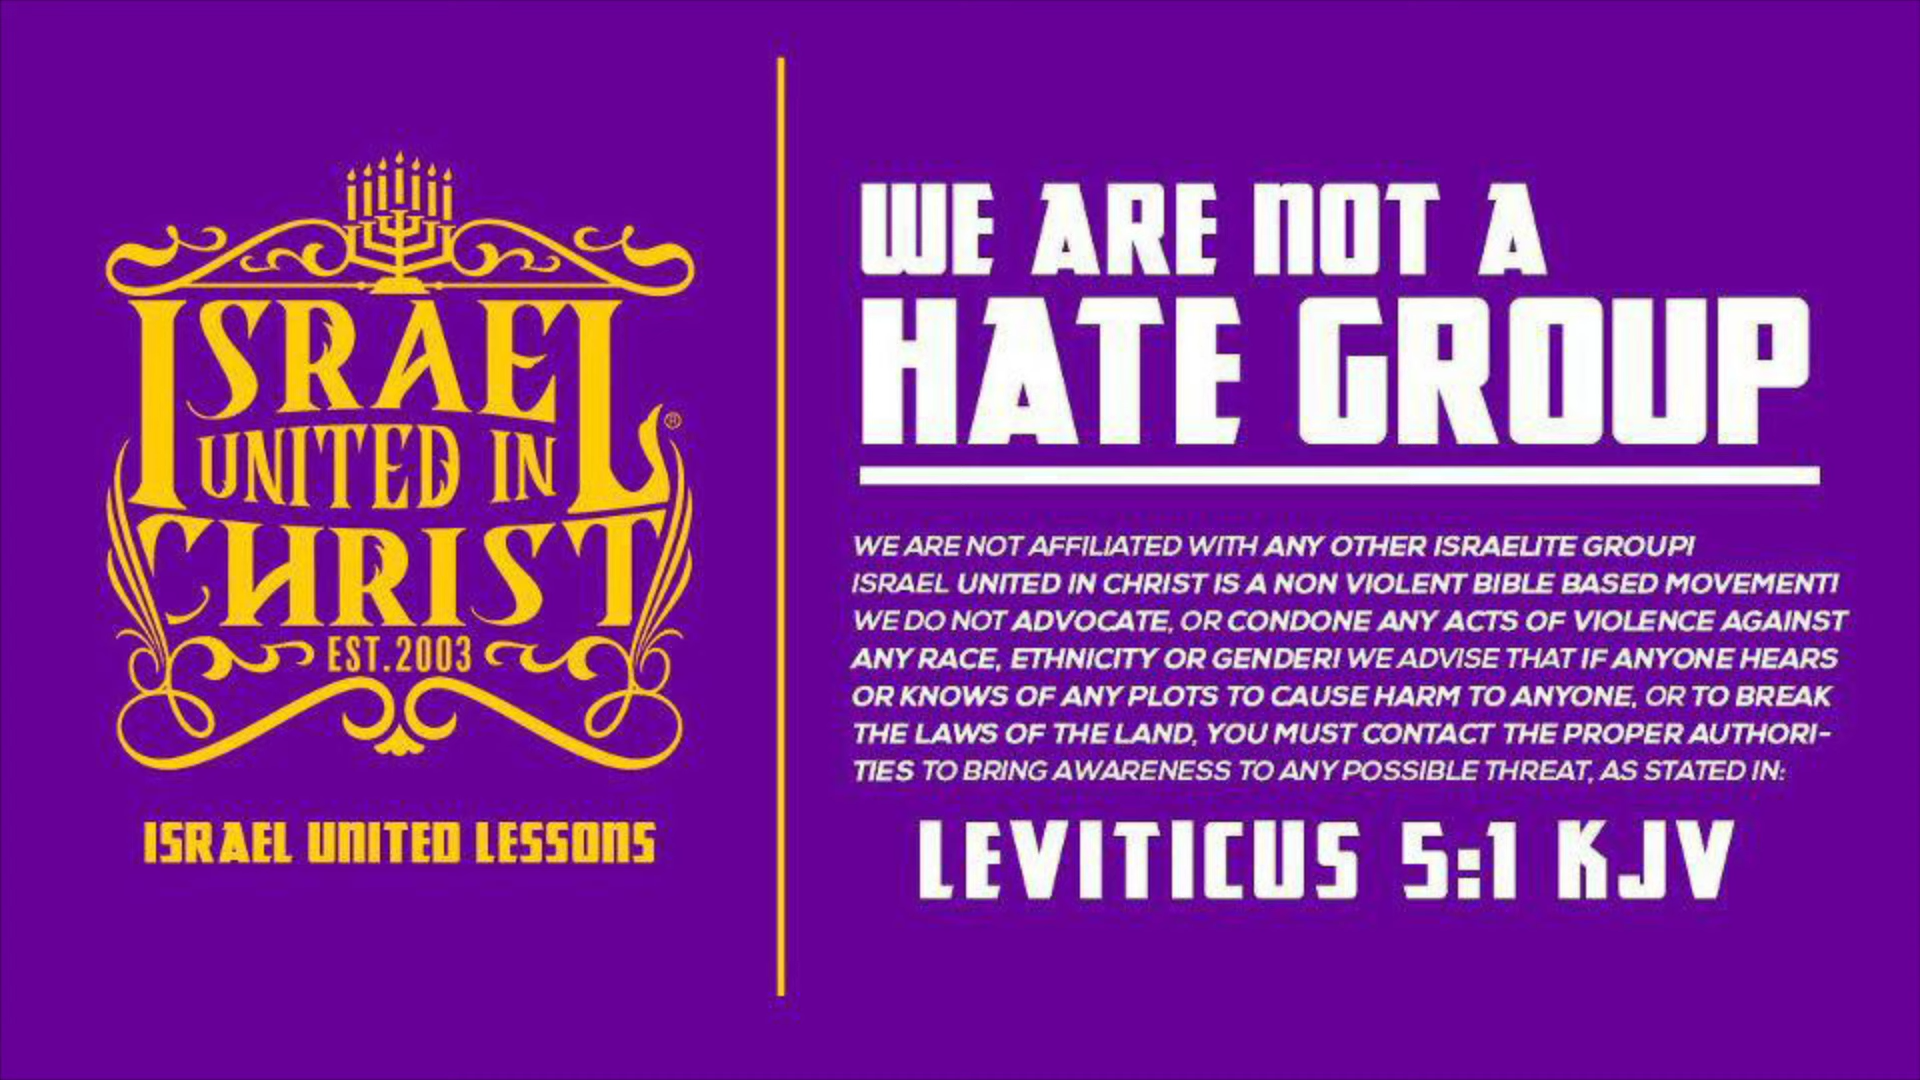 ISRAEL
UNITED IN
CHRIST
®
EST.2003
ISRAEL UNITED LESSONS
WE ARE NOT A
HATE GROUP
WE ARE NOT AFFILIATED WITH ANY OTHER ISRAELITE GROUP!
ISRAEL UNITED IN CHRIST IS A NON VIOLENT BIBLE BASED MOVEMENT!
WE DO NOT ADVOCATE, OR CONDONE ANY ACTS OF VIOLENCE AGAINST
ANY RACE, ETHNICITY OR GENDER! WE ADVISE THAT IF ANYONE HEARS
OR KNOWS OF ANY PLOTS TO CAUSE HARM TO ANYONE, OR TO BREAK
THE LAWS OF THE LAND, YOU MUST CONTACT THE PROPER AUTHORI-
TIES TO BRING AWARENESS TO ANY POSSIBLE THREAT, AS STATED IN:
LEVITICUS 5:1 KJV